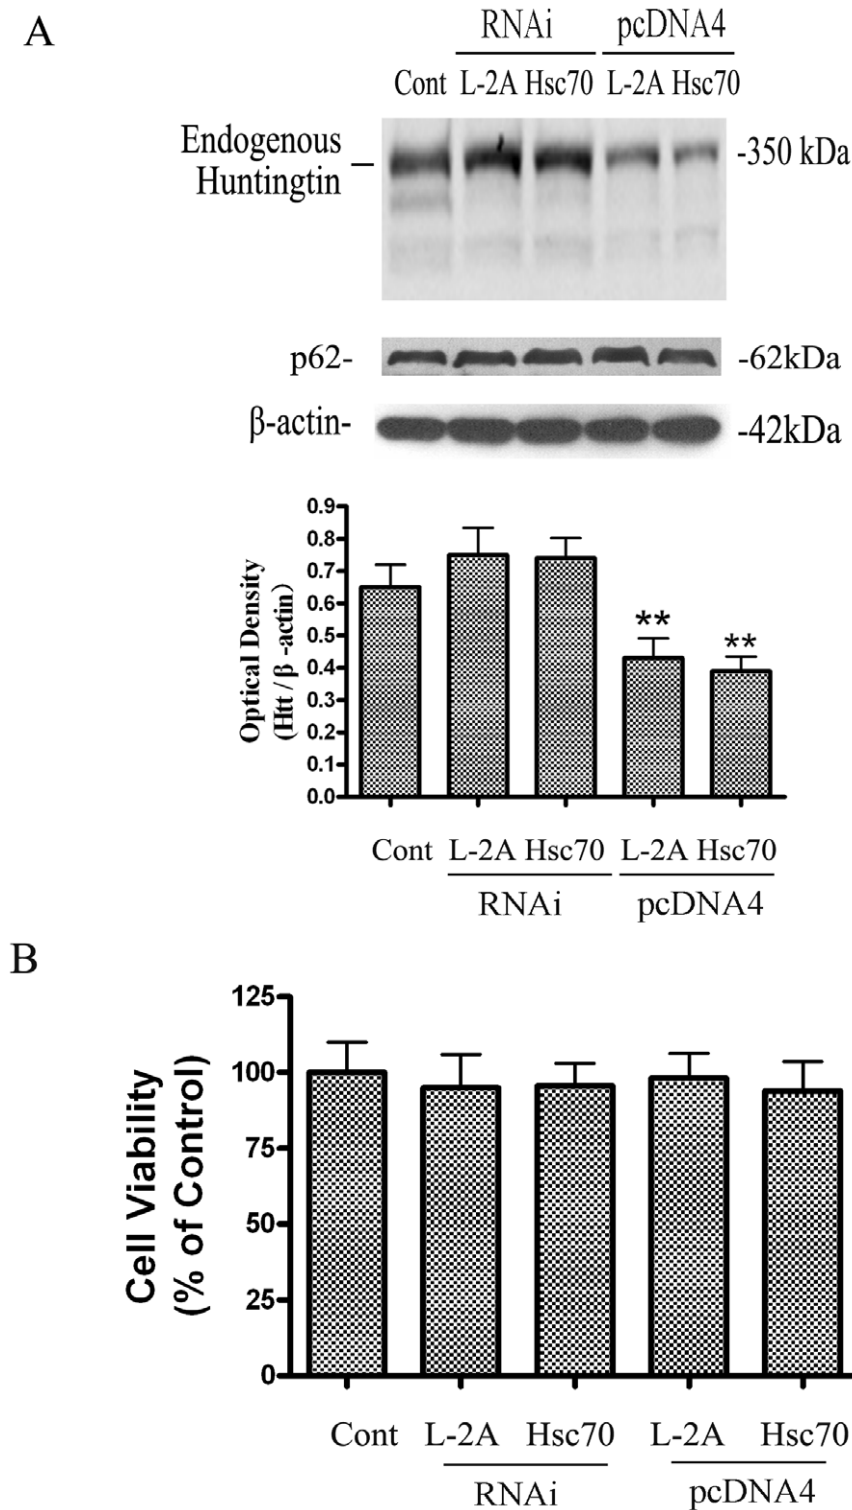 A
RNAi pcDNA4
Cont L-2A Hsc70 L-2A Hsc70
Endogenous
Huntingtin
-350 kDa
p62- -62kDa
β-actin- -42kDa
0.9
0.8
0.7
0.6
0.5
0.4
0.3
0.2
0.1
0.0
Optical Density
(Htt / β -actin)
** **
Cont L-2A Hsc70 L-2A Hsc70
RNAi pcDNA4
B
125
100
75
50
25
0
Cell Viability
(% of Control)
Cont L-2A Hsc70 L-2A Hsc70
RNAi pcDNA4